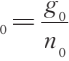 ₀ = g₀ / n₀